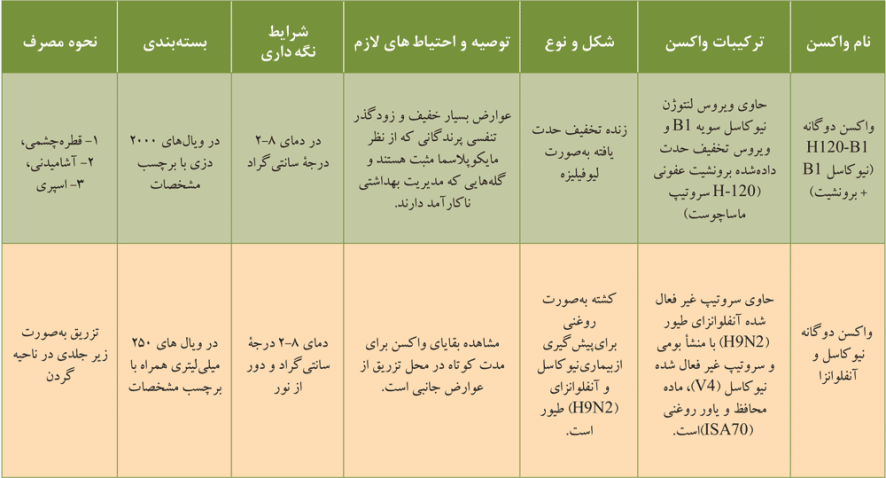 نام واکسن
ترکیبات واکسن
شکل و نوع
توصیه و احتیاط های لازم
شرایط
نگه داری
بسته‌بندی
نحوه مصرف
واکسن دوگانه
H120-B1
(نیوکاسل B1
+ برونشیت)
حاوی ویروس لنتوژن
نیوکاسل سویه B1 و
ویروس تخفیف حدت
داده‌شده برونشیت عفونی
(H-120 سروتیپ
ماساچوست)
زنده تخفیف حدت
یافته به‌صورت
لیوفیلیزه
عوارض بسیار خفیف و زودگذر
تنفسی پرندگانی که از نظر
مایکوپلاسما مثبت هستند و
گله‌هایی که مدیریت بهداشتی
ناکارآمد دارند.
در دمای ۸-۲
درجۀ سانتی‌گراد
در ویال‌های ۲۰۰۰
دزی با برچسب
مشخصات
۱- قطره‌چشمی،
۲- آشامیدنی،
۳- اسپری
واکسن دوگانه
نیوکاسل و
آنفلوانزا
حاوی سروتیپ غیر فعال
شده آنفلوانزای طیور
(H9N2) با منشأ بومی
و سروتیپ غیر فعال شده
نیوکاسل (V4)، ماده
محافظ و یاور روغنی
(ISA70)است.
کشته به‌صورت
روغنی
برای‌پیش‌گیری
ازبیماری‌نیوکاسل
و آنفلوانزای
(H9N2) طیور
است.
مشاهده بقایای واکسن برای
مدت کوتاه در محل تزریق از
عوارض جانبی است.
دمای ۸-۲ درجۀ
سانتی‌گراد و دور
از نور
در ویال های ۲۵۰
میلی‌لیتری همراه با
برچسب مشخصات
تزریق به‌صورت
زیر جلدی در ناحیه
گردن